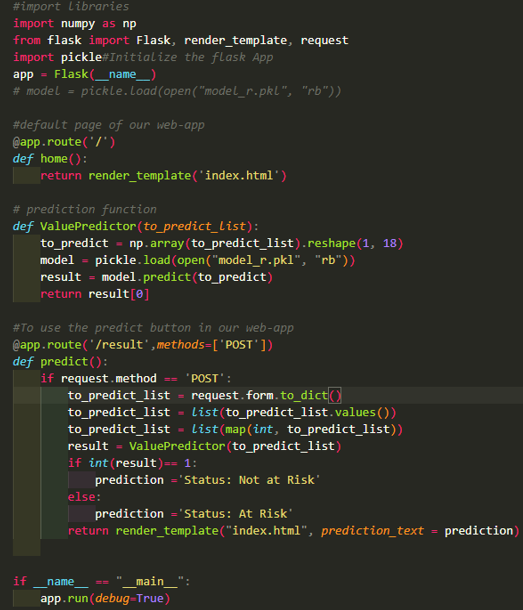 #import libraries
import numpy as np
from flask import Flask, render_template, request
import pickle#Initialize the flask App
app = Flask(__name__)
# model = pickle.load(open("model_r.pkl", "rb"))
#default page of our web-app
@app.route('/')
def home():
    return render_template('index.html')
# prediction function
def ValuePredictor(to_predict_list):
    to_predict = np.array(to_predict_list).reshape(1, 18)
    model = pickle.load(open("model_r.pkl", "rb"))
    result = model.predict(to_predict)
    return result[0]
#To use the predict button in our web-app
@app.route('/result',methods=['POST'])
def predict():
    if request.method == 'POST':
        to_predict_list = request.form.to_dict()
        to_predict_list = list(to_predict_list.values())
        to_predict_list = list(map(int, to_predict_list))
        result = ValuePredictor(to_predict_list)
        if int(result)== 1:
            prediction ='Status: Not at Risk'
        else:
            prediction ='Status: At Risk'
        return render_template("index.html", prediction_text = prediction)
if __name__ == "__main__":
    app.run(debug=True)